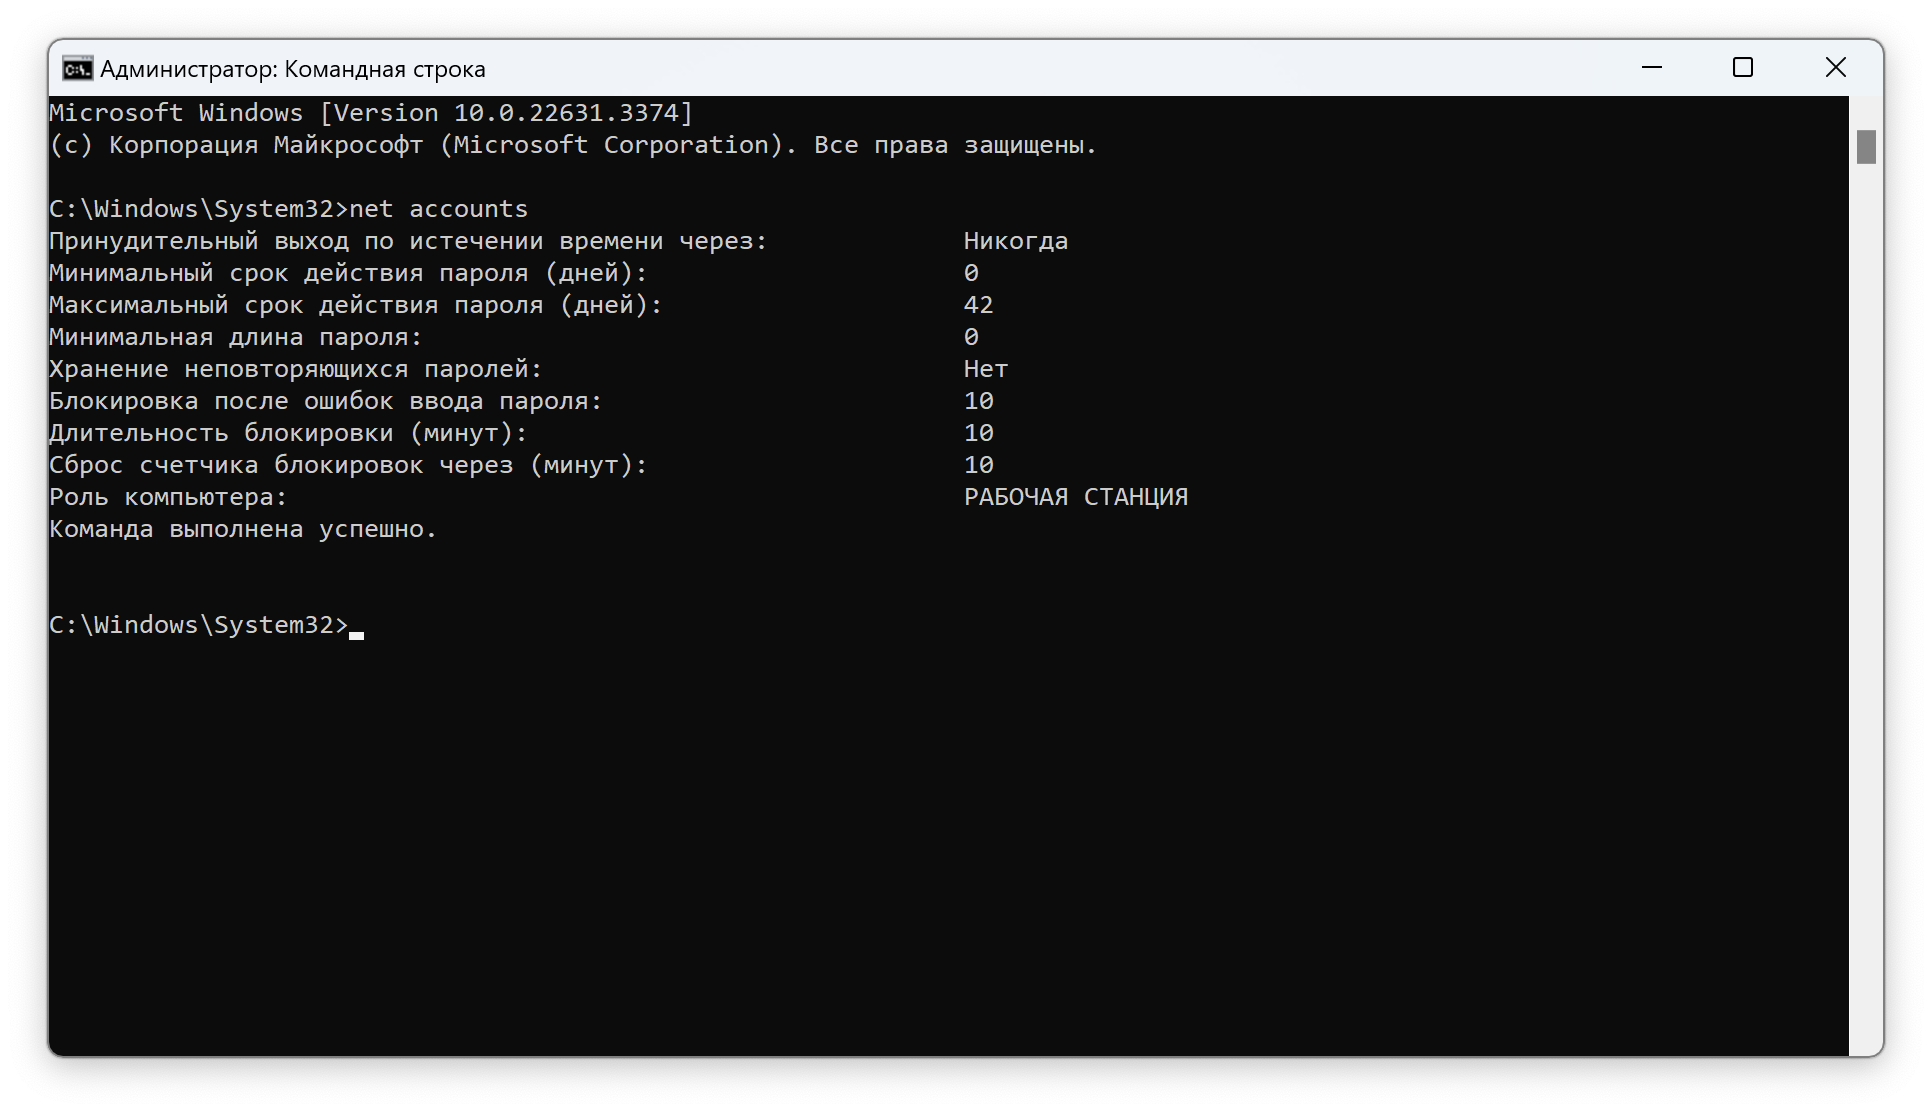 Администратор: Командная строка
Microsoft Windows [Version 10.0.22631.3374]
(c) Корпорация Майкрософт (Microsoft Corporation). Все права защищены.
C:\Windows\System32>net accounts
Принудительный выход по истечении времени через: Никогда
Минимальный срок действия пароля (дней): 0
Максимальный срок действия пароля (дней): 42
Минимальная длина пароля: 0
Хранение неповторяющихся паролей: Нет
Блокировка после ошибок ввода пароля: 10
Длительность блокировки (минут): 10
Сброс счетчика блокировок через (минут): 10
Роль компьютера: РАБОЧАЯ СТАНЦИЯ
Команда выполнена успешно.
C:\Windows\System32>